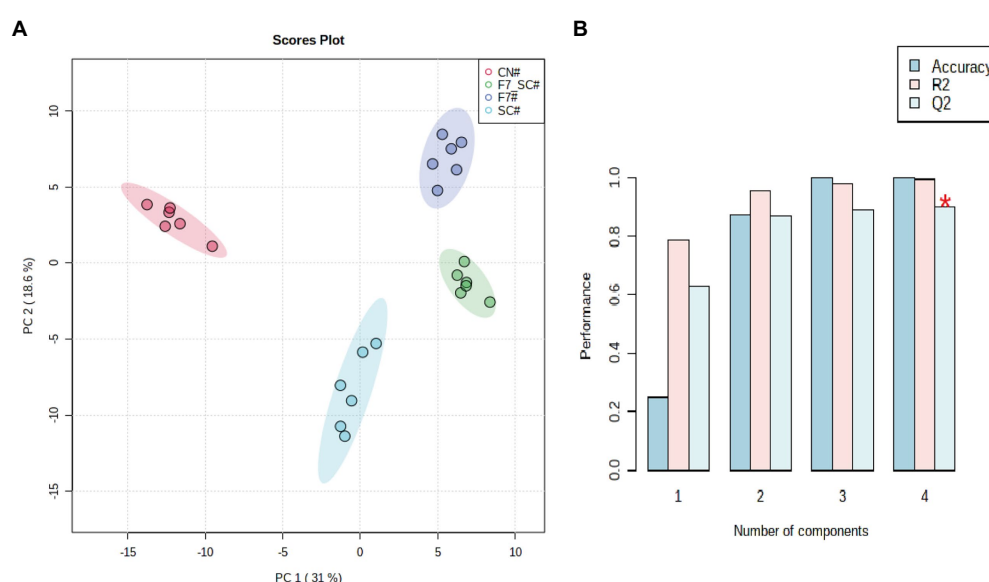 A
Scores Plot
CN#
F7_SC#
F7#
SC#
10
5
0
-5
-10
-15
PC 2 ( 18.6 %)
-15
-10
-5
0
5
10
PC 1 ( 31 %)
B
Accuracy
R2
Q2
1.0
0.8
0.6
0.4
0.2
0.0
Performance
*
1
2
3
4
Number of components